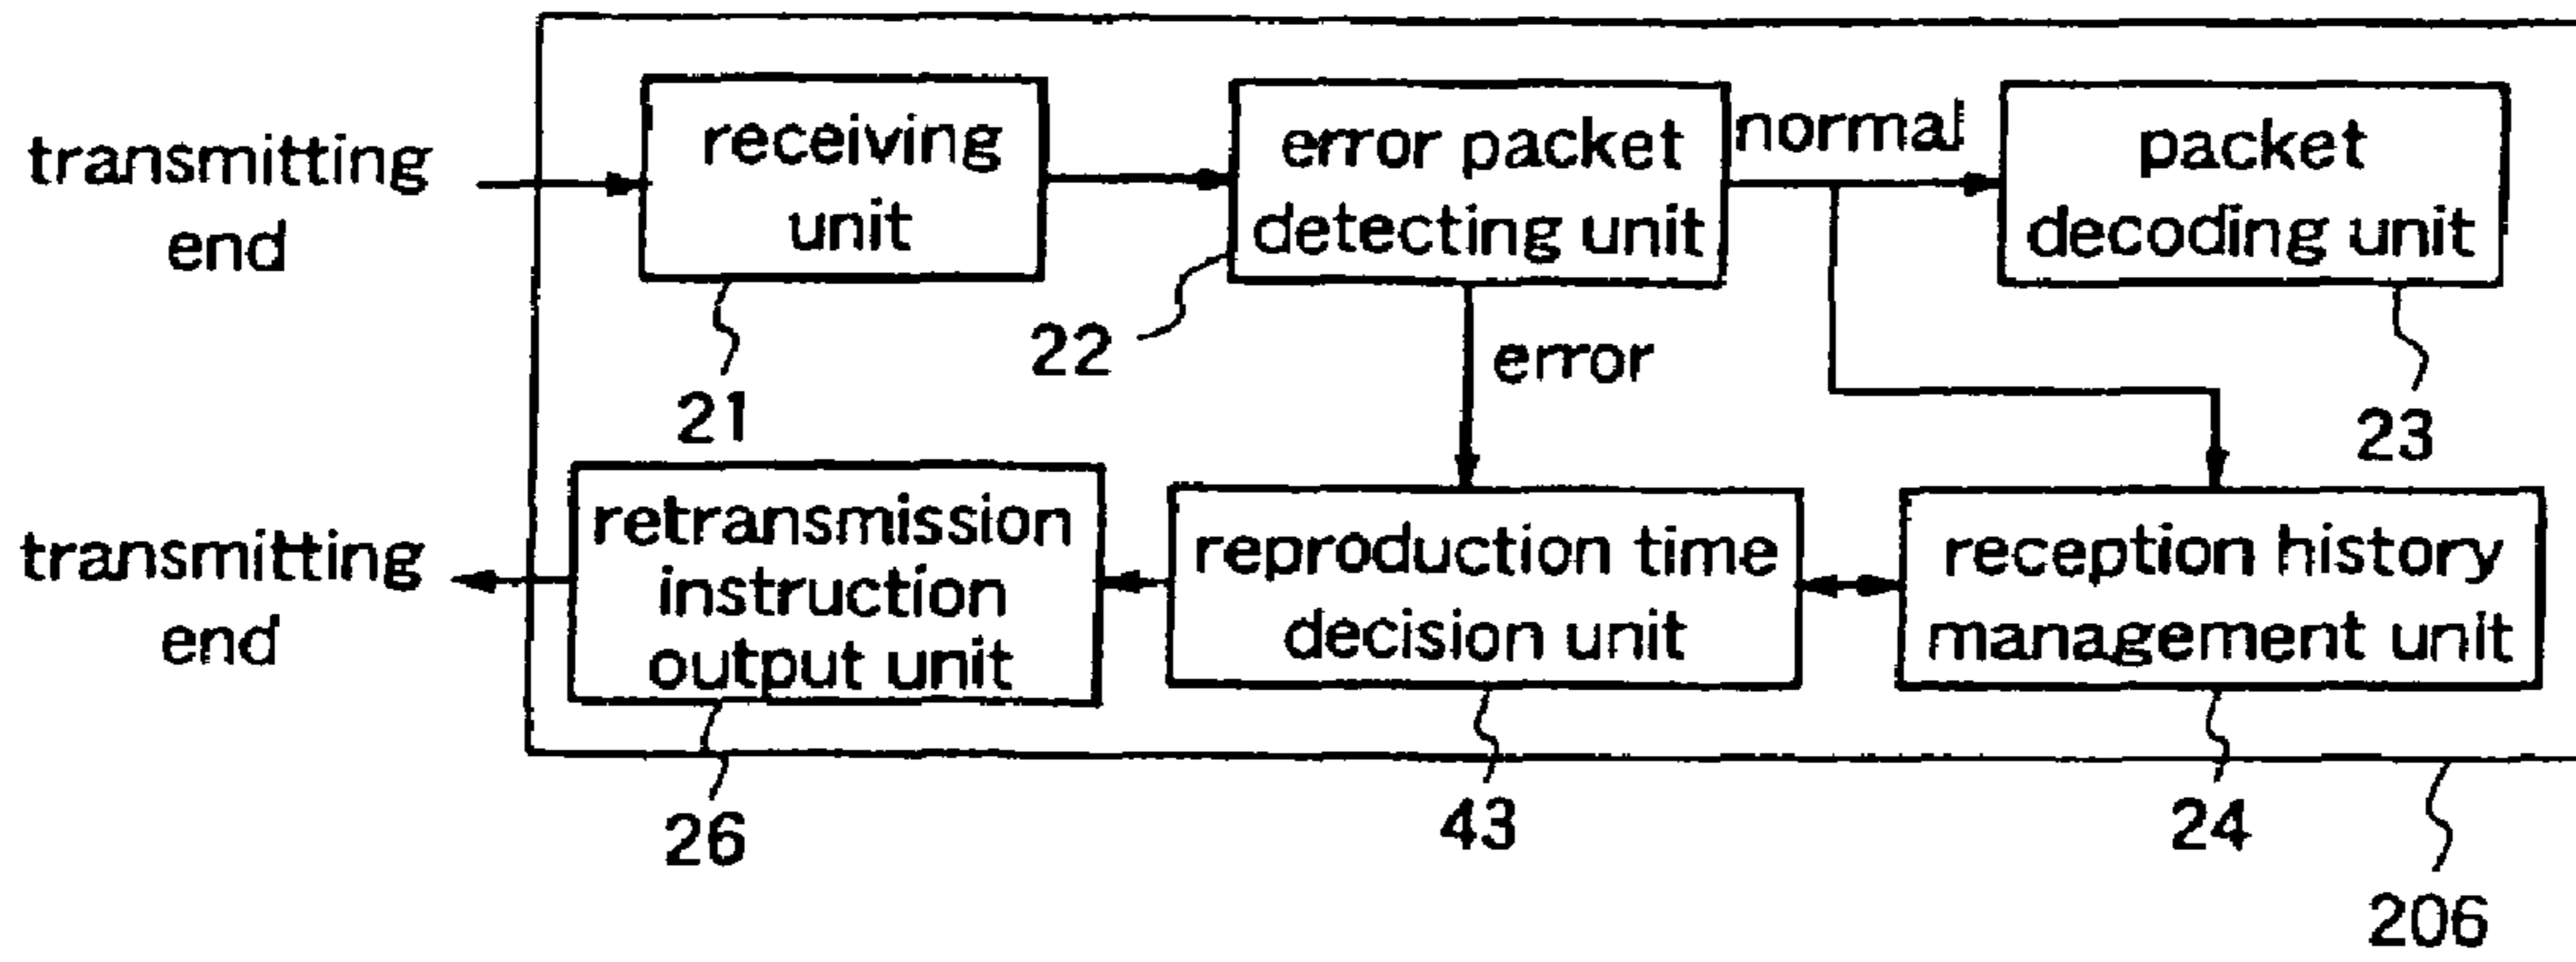 transmitting
end
receiving
unit
error packet
detecting unit
normal
packet
decoding unit
21
22
error
23
transmitting
end
retransmission
instruction
output unit
reproduction time
decision unit
reception history
management unit
26
43
24
206